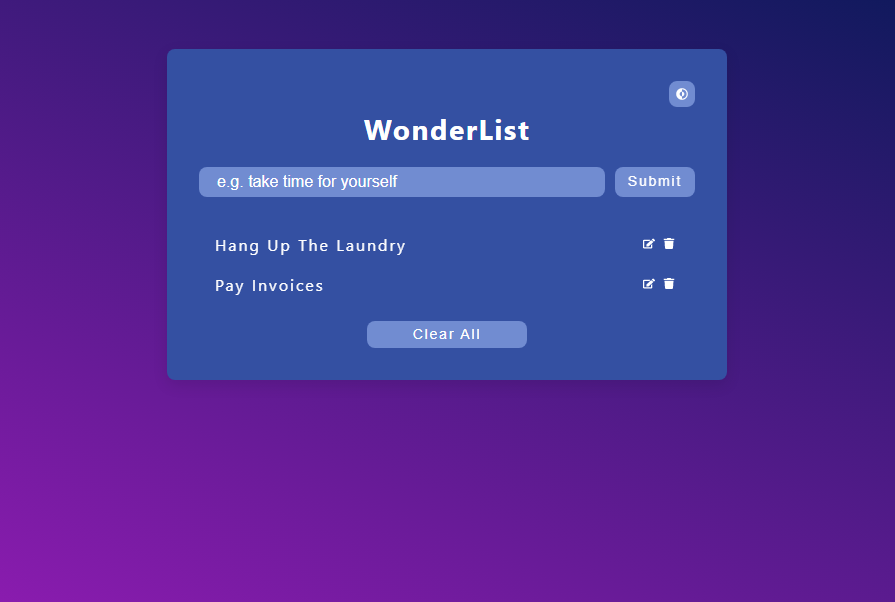 WonderList
e.g. take time for yourself
Submit
Hang Up The Laundry
Pay Invoices
Clear All